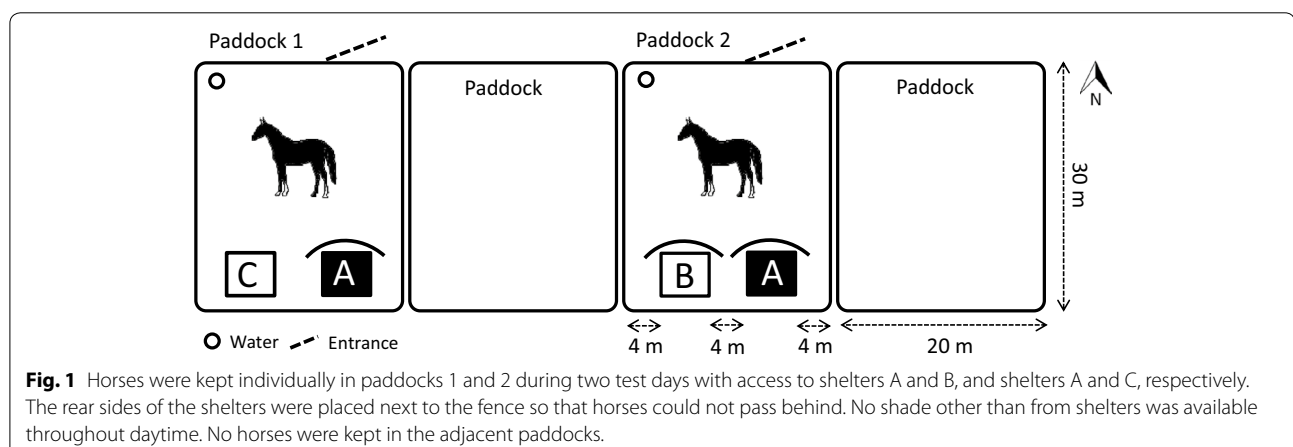 Paddock 1
Paddock 2
Paddock
Paddock
N
30 m
C
A
B
A
Water
Entrance
4 m
4 m
4 m
20 m
Fig. 1 Horses were kept individually in paddocks 1 and 2 during two test days with access to shelters A and B, and shelters A and C, respectively.
The rear sides of the shelters were placed next to the fence so that horses could not pass behind. No shade other than from shelters was available
throughout daytime. No horses were kept in the adjacent paddocks.